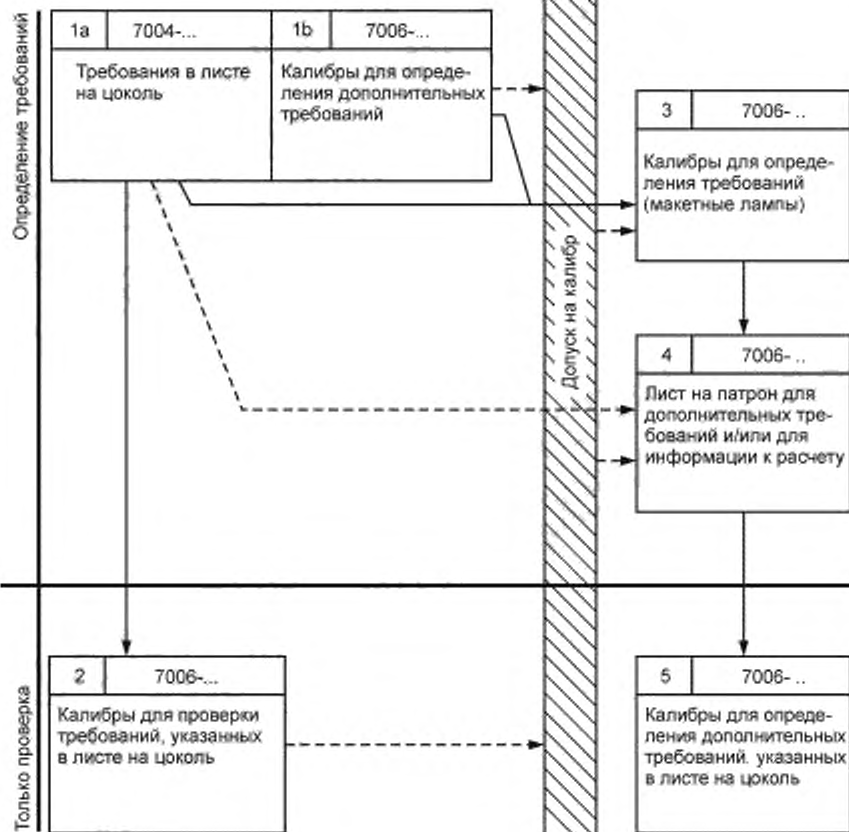 Определение требований
1a 7004-...
Требования в листе
на цоколь
1b 7006-...
Калибры для опреде-
ления дополнительных
требований
3 7006- ..
Калибры для опреде-
ления требований
(макетные лампы)
Допуск на калибр
4 7006- ..
Лист на патрон для
дополнительных тре-
бований и/или для
информации к расчету
Только проверка
2 7006-...
Калибры для проверки
требований, указанных
в листе на цоколь
5 7006- ..
Калибры для опреде-
ления дополнительных
требований. указанных
в листе на цоколь